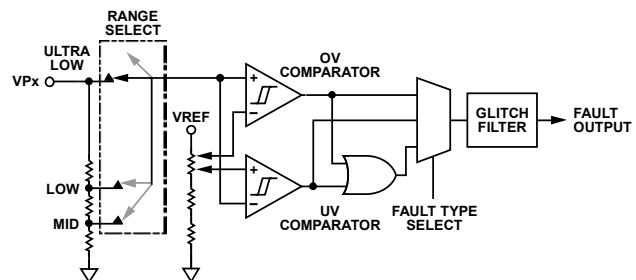 RANGE
SELECT
ULTRA
LOW
VPx
LOW
MID
VREF
+
–
OV
COMPARATOR
+
–
UV
COMPARATOR
FAULT TYPE
SELECT
GLITCH
FILTER
FAULT
OUTPUT